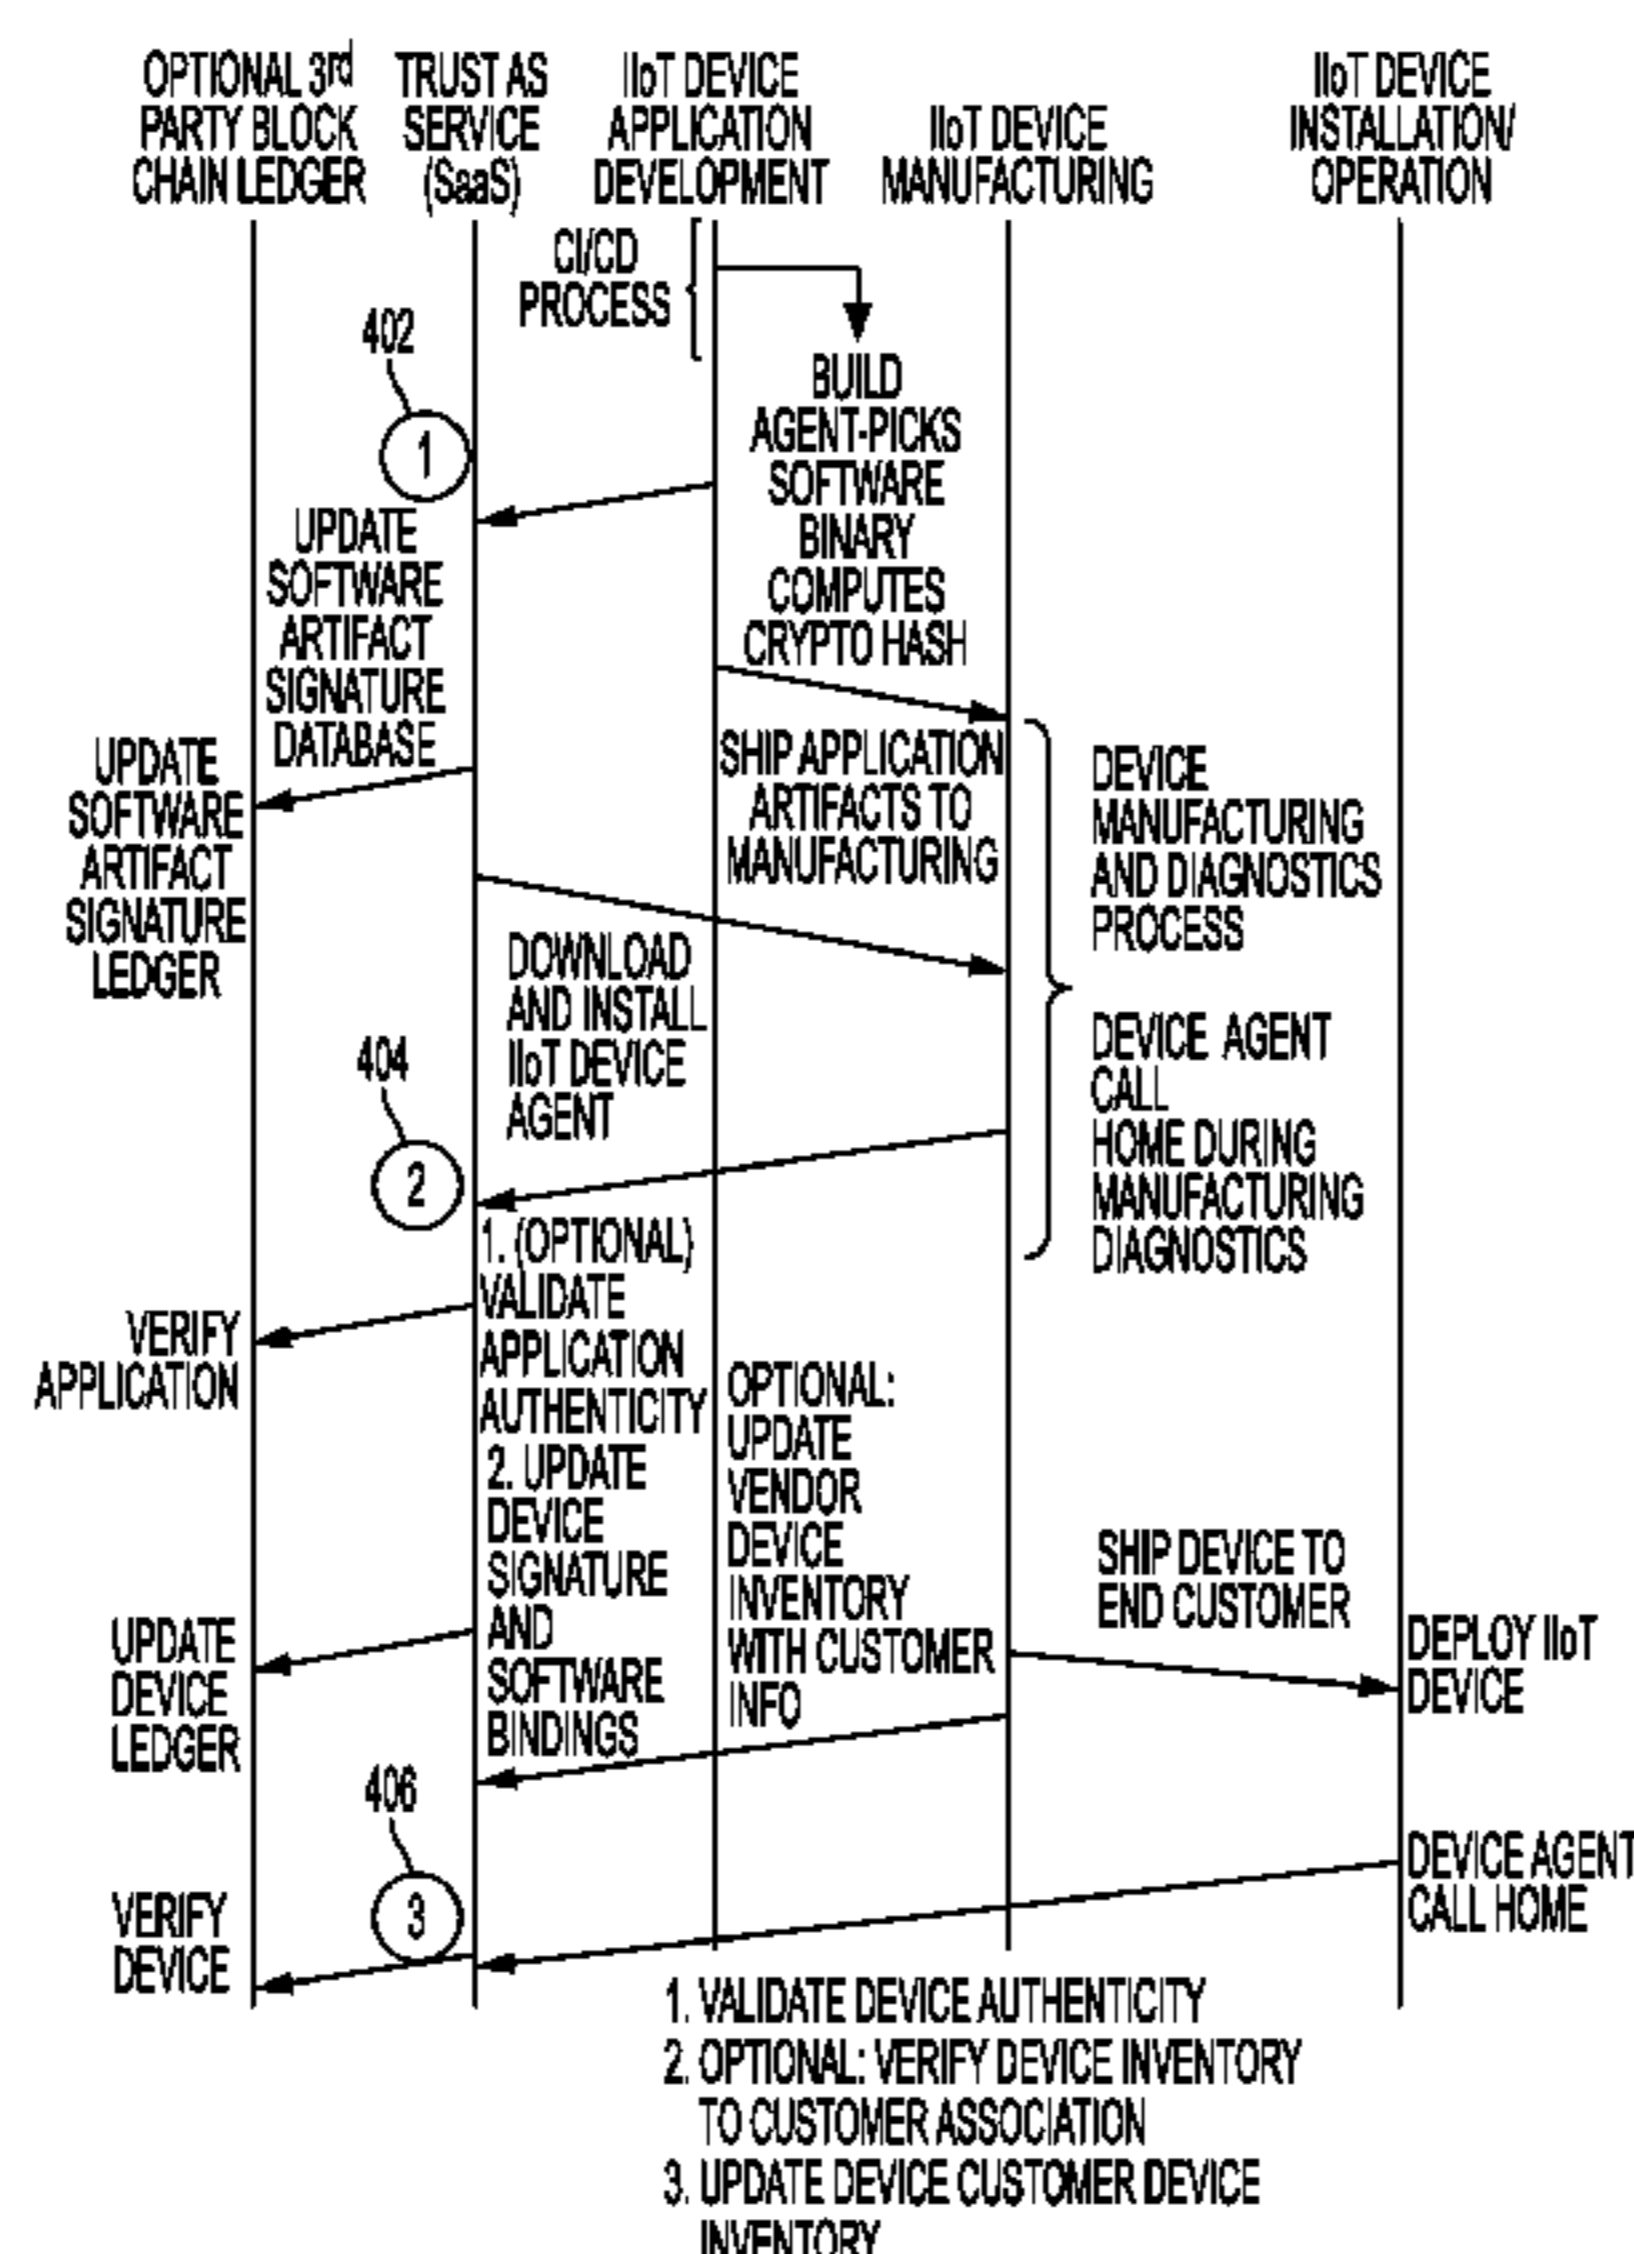 OPTIONAL 3rd
PARTY BLOCK
CHAIN LEDGER
TRUST AS
SERVICE
(SaaS)
IIoT DEVICE
APPLICATION
DEVELOPMENT
IIoT DEVICE
MANUFACTURING
IIoT DEVICE
INSTALLATION/
OPERATION
CI/CD
PROCESS
402
1
BUILD
AGENT-PICKS
SOFTWARE
BINARY
COMPUTES
CRYPTO HASH
UPDATE
SOFTWARE
ARTIFACT
SIGNATURE
DATABASE
UPDATE
SOFTWARE
ARTIFACT
SIGNATURE
LEDGER
SHIP APPLICATION
ARTIFACTS TO
MANUFACTURING
DEVICE
MANUFACTURING
AND DIAGNOSTICS
PROCESS
DOWNLOAD
AND INSTALL
IIoT DEVICE
AGENT
DEVICE AGENT
CALL
HOME DURING
MANUFACTURING
DIAGNOSTICS
404
2
1. (OPTIONAL)
VALIDATE
APPLICATION
AUTHENTICITY
2. UPDATE
DEVICE
SIGNATURE
AND
SOFTWARE
BINDINGS
VERIFY
APPLICATION
OPTIONAL:
UPDATE
VENDOR
DEVICE
INVENTORY
WITH CUSTOMER
INFO
SHIP DEVICE TO
END CUSTOMER
DEPLOY IIoT
DEVICE
UPDATE
DEVICE
LEDGER
406
3
DEVICE AGENT
CALL HOME
VERIFY
DEVICE
1. VALIDATE DEVICE AUTHENTICITY
2. OPTIONAL: VERIFY DEVICE INVENTORY
TO CUSTOMER ASSOCIATION
3. UPDATE DEVICE CUSTOMER DEVICE
INVENTORY